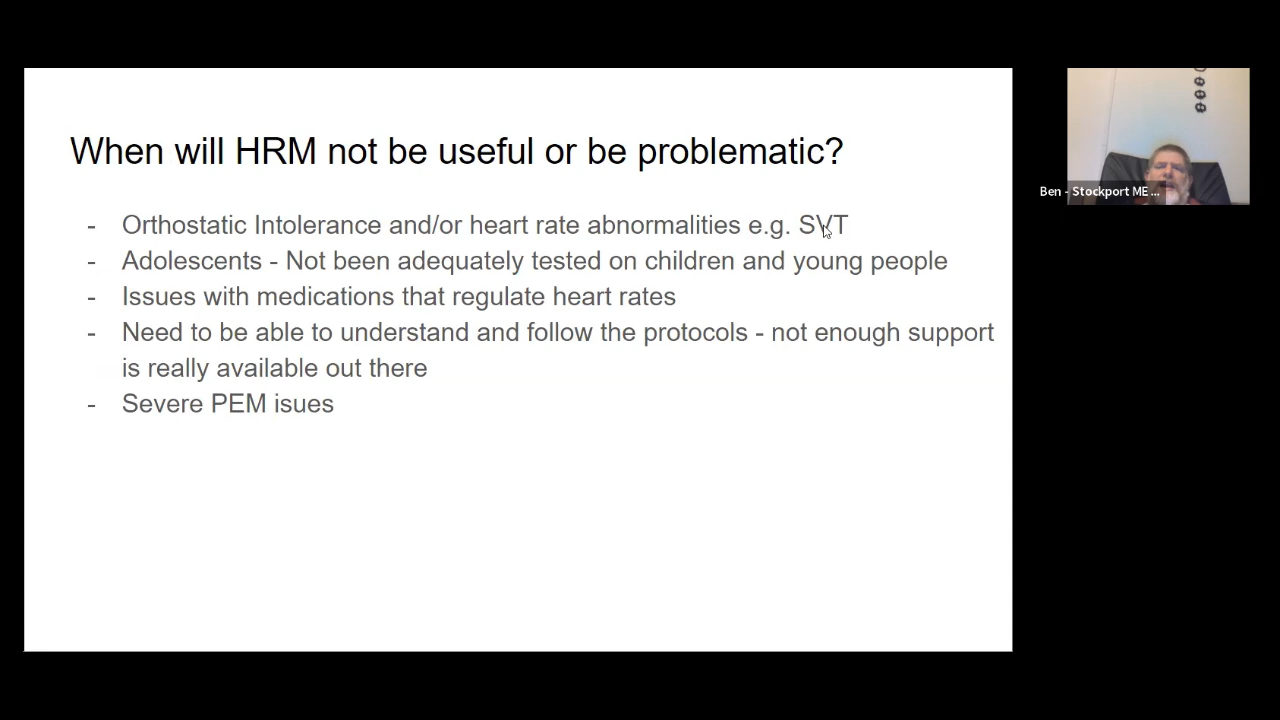 When will HRM not be useful or be problematic?
- Orthostatic Intolerance and/or heart rate abnormalities e.g. SVT
- Adolescents - Not been adequately tested on children and young people
- Issues with medications that regulate heart rates
- Need to be able to understand and follow the protocols - not enough support
is really available out there
- Severe PEM isues
Ben - Stockport ME ...